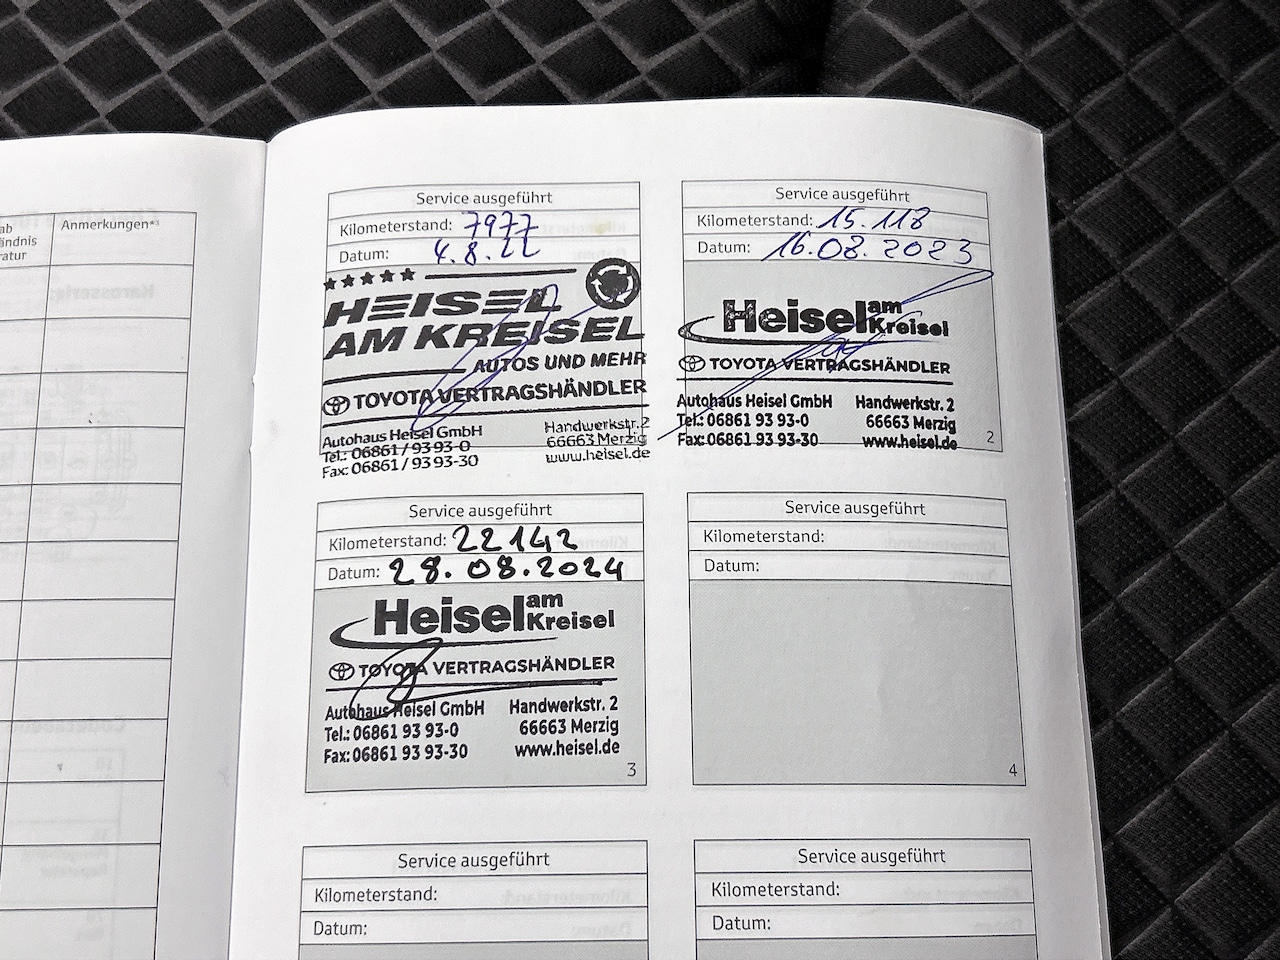 ab
ändnis
ratur
Anmerkungen*³
Service ausgeführt
Kilometerstand: 7977
Datum: 4.8.22
HEISEL
AM KREISEL
AUTOS UND MEHR
TOYOTA VERTRAGSHÄNDLER
Autohaus Heisel GmbH Handwerkstr. 2
Tel.: 06861 / 93 93-0 66663 Merzig
Fax: 06861 / 93 93-30 www.heisel.de
Service ausgeführt
Kilometerstand: 15.118
Datum: 16.08.2023
Heisel am Kreisel
TOYOTA VERTRAGSHÄNDLER
Autohaus Heisel GmbH Handwerkstr. 2
Tel.: 06861 93 93-0 66663 Merzig
Fax: 06861 93 93-30 www.heisel.de
2
Service ausgeführt
Kilometerstand: 22142
Datum: 28.08.2024
Heisel am Kreisel
TOYOTA VERTRAGSHÄNDLER
Autohaus Heisel GmbH Handwerkstr. 2
Tel.: 06861 93 93-0 66663 Merzig
Fax: 06861 93 93-30 www.heisel.de
3
Service ausgeführt
Kilometerstand:
Datum:
4
Service ausgeführt
Kilometerstand:
Datum:
Service ausgeführt
Kilometerstand:
Datum: